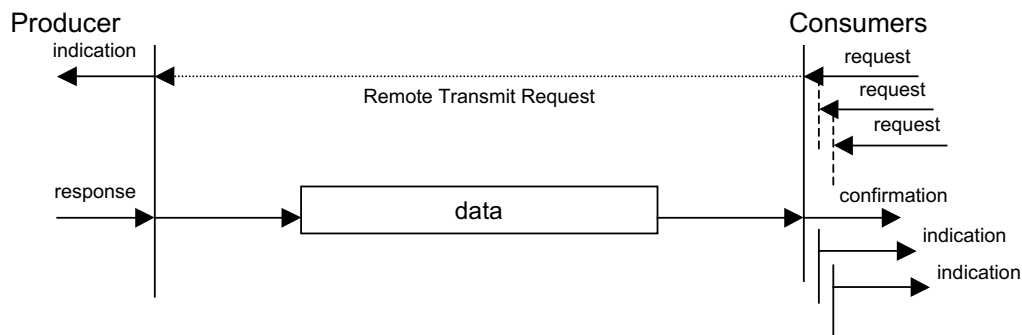 Producer
Consumers
indication
request
Remote Transmit Request
request
request
response
data
confirmation
indication
indication